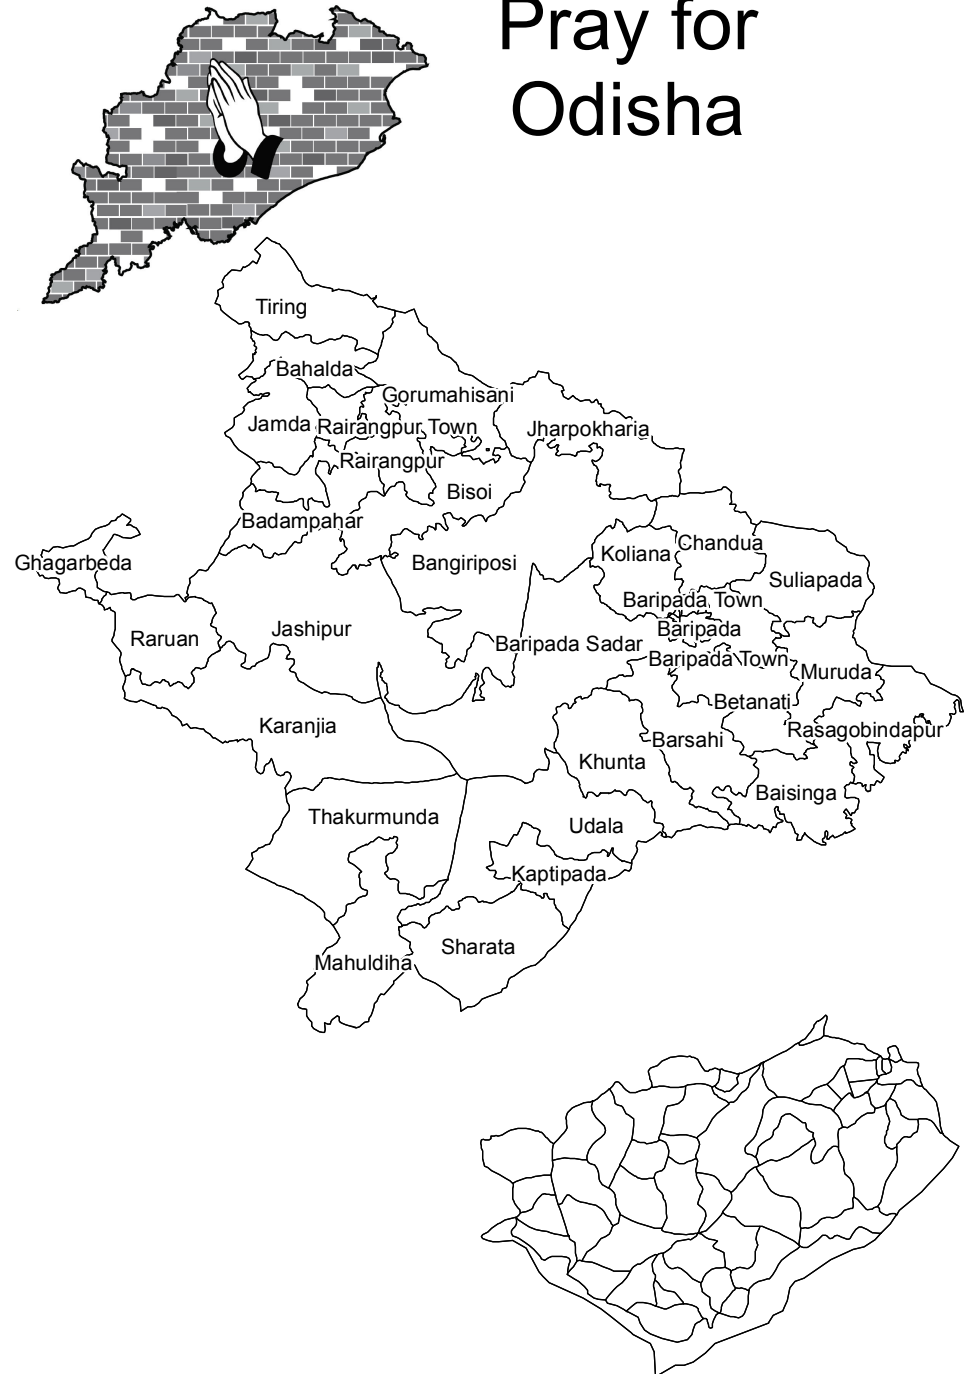 Pray for
Odisha
Tiring
Bahalda
Gorumahisani
Jamda
Rairangpur Town
Jharpokharia
Rairangpur
Bisoi
Badampahar
Ghagarbeda
Bangiriposi
Koliana
Chandua
Suliapada
Baripada Town
Raruan
Jashipur
Baripada Sadar
Baripada
Baripada Town
Muruda
Betanati
Karanjia
Barsahi
Rasagobindapur
Khunta
Baisinga
Thakurmunda
Udala
Kaptipada
Sharata
Mahuldiha